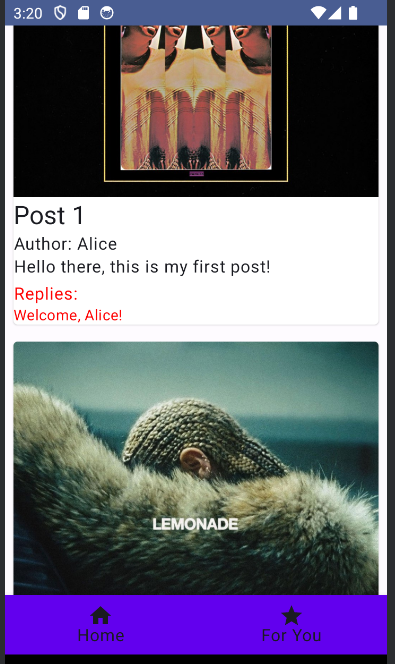 3:20
Post 1
Author: Alice
Hello there, this is my first post!
Replies:
Welcome, Alice!
LEMONADE
Home
For You